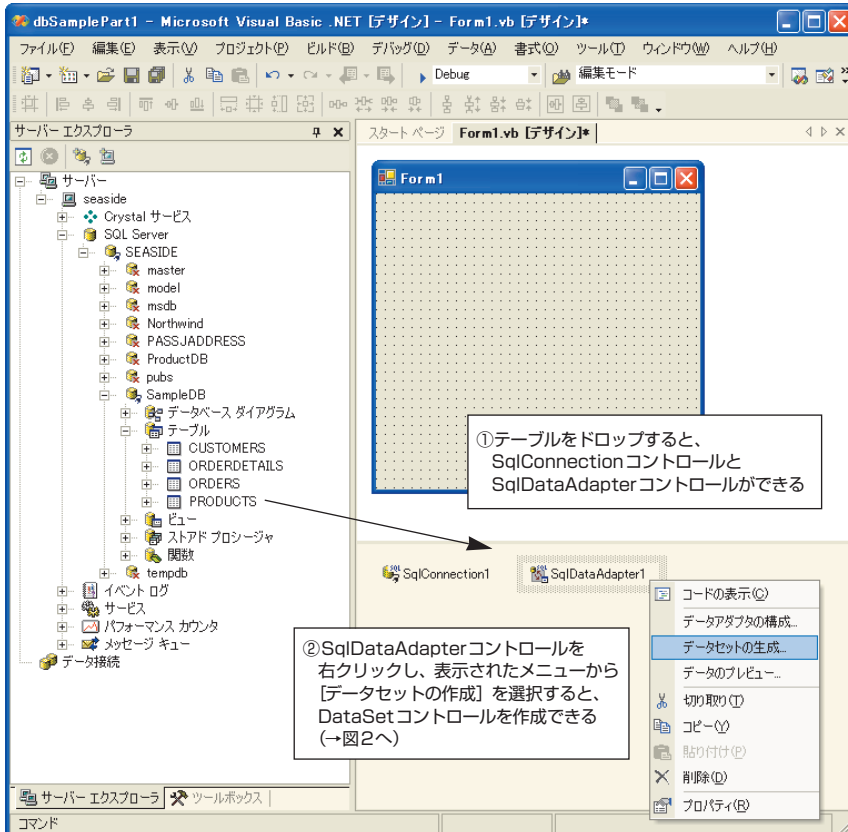 dbSamplePart1 - Microsoft Visual Basic .NET [デザイン] - Form1.vb [デザイン]*
ファイル(F) 編集(E) 表示(V) プロジェクト(P) ビルド(B) デバッグ(D) データ(A) 書式(O) ツール(T) ウィンドウ(W) ヘルプ(H)
Debug
編集モード
サーバー エクスプローラ
スタート ページ
Form1.vb [デザイン]*
サーバー
seaside
Crystal サービス
SQL Server
SEASIDE
master
model
msdb
Northwind
PASSJADDRESS
ProductDB
pubs
SampleDB
データベース ダイアグラム
テーブル
CUSTOMERS
ORDERDETAILS
ORDERS
PRODUCTS
ビュー
ストアド プロシージャ
関数
tempdb
イベント ログ
サービス
パフォーマンス カウンタ
メッセージ キュー
データ接続
Form1
①テーブルをドロップすると、
SqlConnectionコントロールと
SqlDataAdapterコントロールができる
SqlConnection1
SqlDataAdapter1
コードの表示(C)
データアダプタの構成...
データセットの生成...
データのプレビュー...
切り取り(T)
コピー(Y)
貼り付け(P)
削除(D)
プロパティ(R)
②SqlDataAdapterコントロールを
右クリックし、表示されたメニューから
[データセットの作成] を選択すると、
DataSetコントロールを作成できる
(→図2へ)
サーバー エクスプローラ
ツールボックス
コマンド